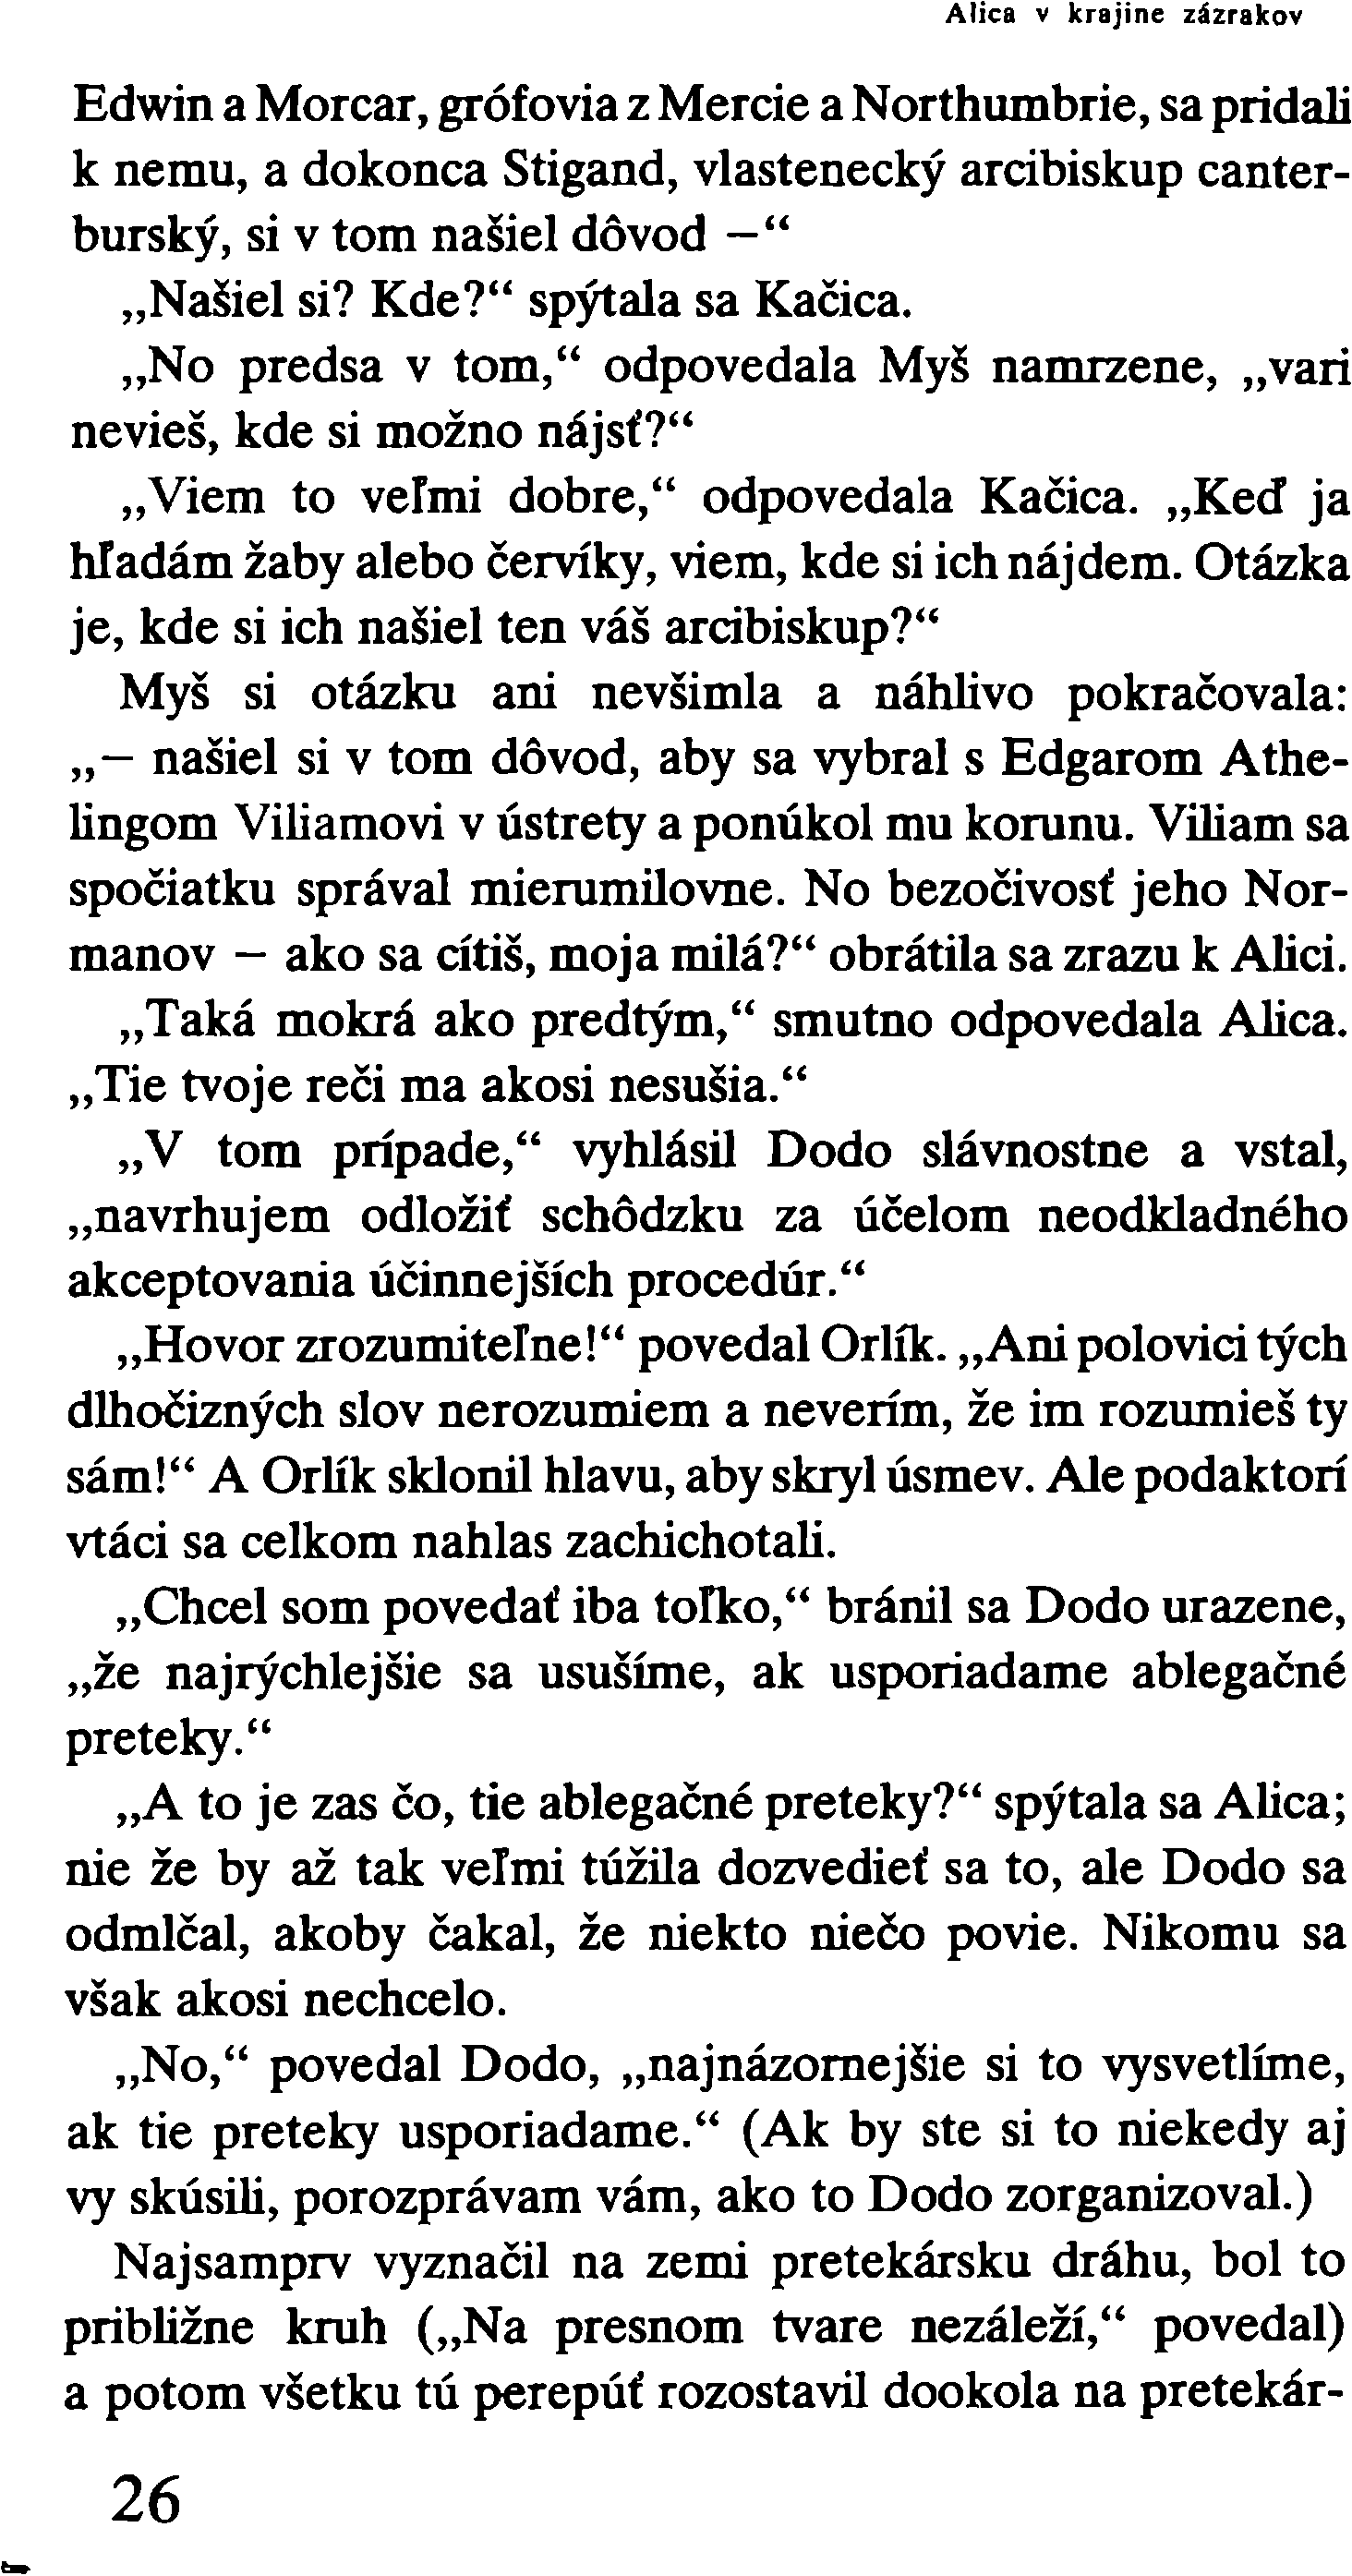 Alica v krajine zázrakov
Edwin a Morcar, grófovia z Mercie a Northumbrie, sa pridali
k nemu, a dokonca Stigand, vlastenecký arcibiskup canter-
burský, si v tom našiel dôvod –“
„Našiel si? Kde?“ spýtala sa Kačica.
„No predsa v tom,“ odpovedala Myš namrzene, „vari
nevieš, kde si možno nájsť?“
„Viem to veľmi dobre,“ odpovedala Kačica. „Keď ja
hľadám žaby alebo červíky, viem, kde si ich nájdem. Otázka
je, kde si ich našiel ten váš arcibiskup?“
Myš si otázku ani nevšimla a náhlivo pokračovala:
„– našiel si v tom dôvod, aby sa vybral s Edgarom Athe-
lingom Viliamovi v ústrety a ponúkol mu korunu. Viliam sa
spočiatku správal mierumilovne. No bezočivosť jeho Nor-
manov – ako sa cítiš, moja milá?“ obrátila sa zrazu k Alici.
„Taká mokrá ako predtým,“ smutno odpovedala Alica.
„Tie tvoje reči ma akosi nesušia.“
„V tom prípade,“ vyhlásil Dodo slávnostne a vstal,
„navrhujem odložiť schôdzku za účelom neodkladného
akceptovania účinnejších procedúr.“
„Hovor zrozumiteľne!“ povedal Orlík. „Ani polovici tých
dlhočizných slov nerozumiem a neverím, že im rozumieš ty
sám!“ A Orlík sklonil hlavu, aby skryl úsmev. Ale podaktorí
vtáci sa celkom nahlas zachichotali.
„Chcel som povedať iba toľko,“ bránil sa Dodo urazene,
„že najrýchlejšie sa usušíme, ak usporiadame ablegačné
preteky.“
„A to je zas čo, tie ablegačné preteky?“ spýtala sa Alica;
nie že by až tak veľmi túžila dozvedieť sa to, ale Dodo sa
odmlčal, akoby čakal, že niekto niečo povie. Nikomu sa
však akosi nechcelo.
„No,“ povedal Dodo, „najnázornejšie si to vysvetlíme,
ak tie preteky usporiadame.“ (Ak by ste si to niekedy aj
vy skúsili, porozprávam vám, ako to Dodo zorganizoval.)
Najsamprv vyznačil na zemi pretekársku dráhu, bol to
približne kruh („Na presnom tvare nezáleží,“ povedal)
a potom všetku tú perepúť rozostavil dookola na pretekár-
26